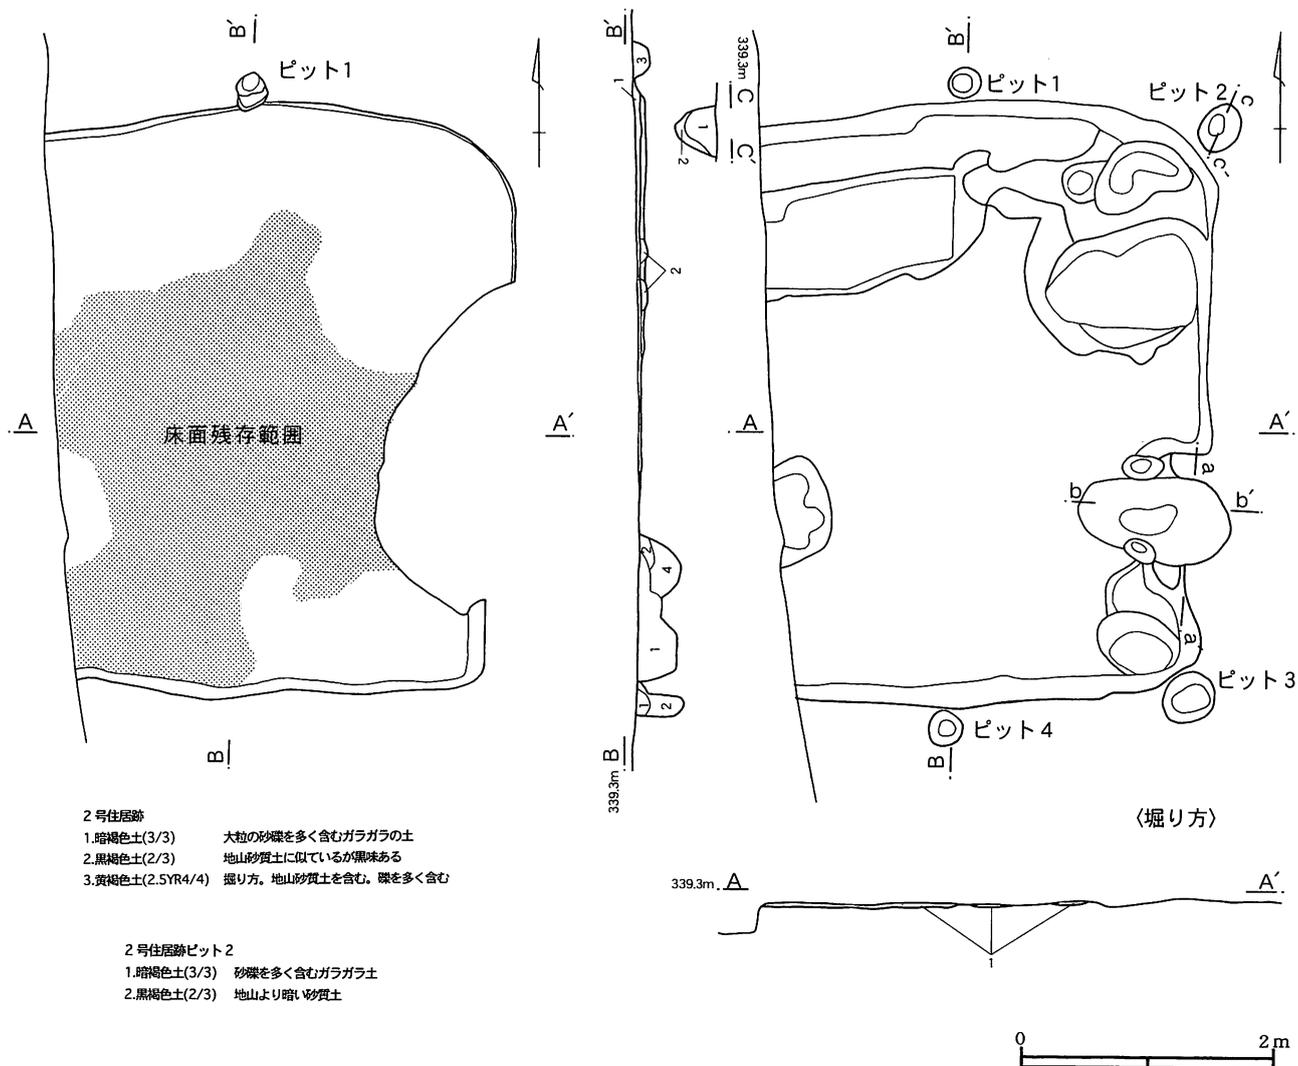 B′
ピット1
床面残存範囲
A
A′
B
B′
3
1
2
2
4
1
1
2
B
339.3m
339.3m
C
1
2
C′
B′
ピット1
ピット2
c
c′
A
A′
a
b
b′
a′
ピット3
ピット4
B
〈堀り方〉
2号住居跡
1.暗褐色土(3/3) 大粒の砂礫を多く含むガラガラの土
2.黒褐色土(2/3) 地山砂質土に似ているが黒味ある
3.黄褐色土(2.5YR4/4) 掘り方。地山砂質土を含む。礫を多く含む
339.3m
A
A′
1
2号住居跡ピット2
1.暗褐色土(3/3) 砂礫を多く含むガラガラ土
2.黒褐色土(2/3) 地山より暗い砂質土
0
2m